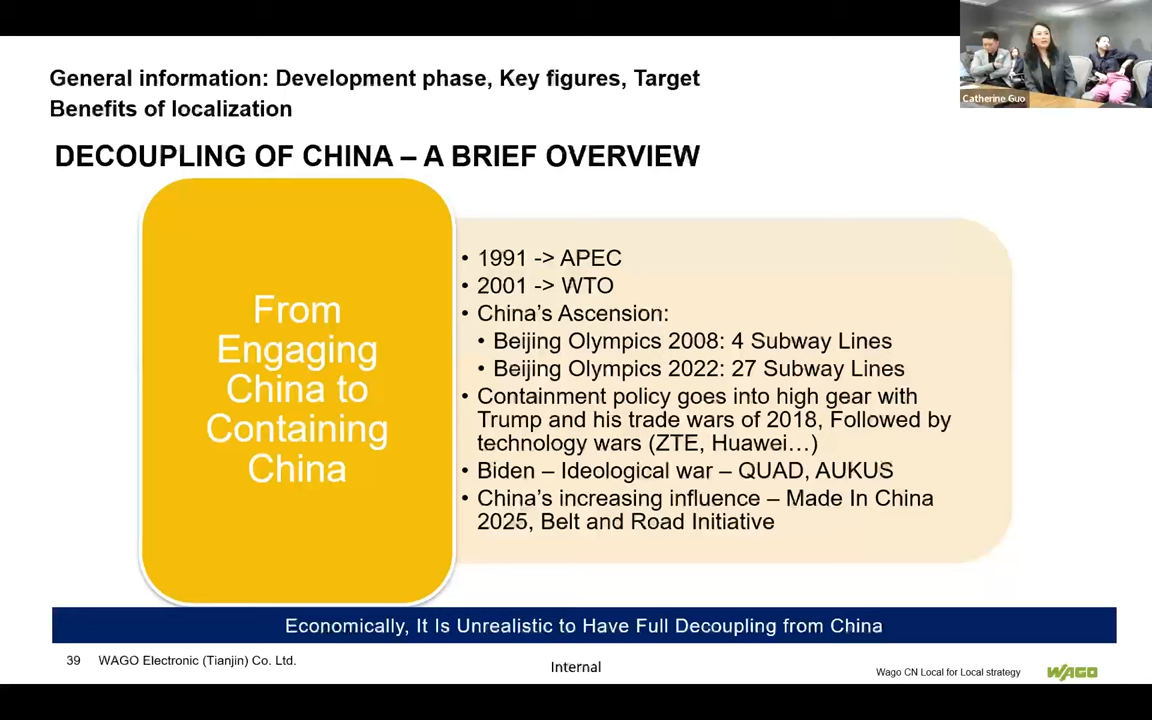 General information: Development phase, Key figures, Target
Benefits of localization
Catherine Guo
DECOUPLING OF CHINA – A BRIEF OVERVIEW
From
Engaging
China to
Containing
China
• 1991 -> APEC
• 2001 -> WTO
• China's Ascension:
• Beijing Olympics 2008: 4 Subway Lines
• Beijing Olympics 2022: 27 Subway Lines
• Containment policy goes into high gear with
Trump and his trade wars of 2018, Followed by
technology wars (ZTE, Huawei…)
• Biden – Ideological war – QUAD, AUKUS
• China's increasing influence – Made In China
2025, Belt and Road Initiative
Economically, It Is Unrealistic to Have Full Decoupling from China
39 WAGO Electronic (Tianjin) Co. Ltd.
Internal
Wago CN Local for Local strategy
WAGO